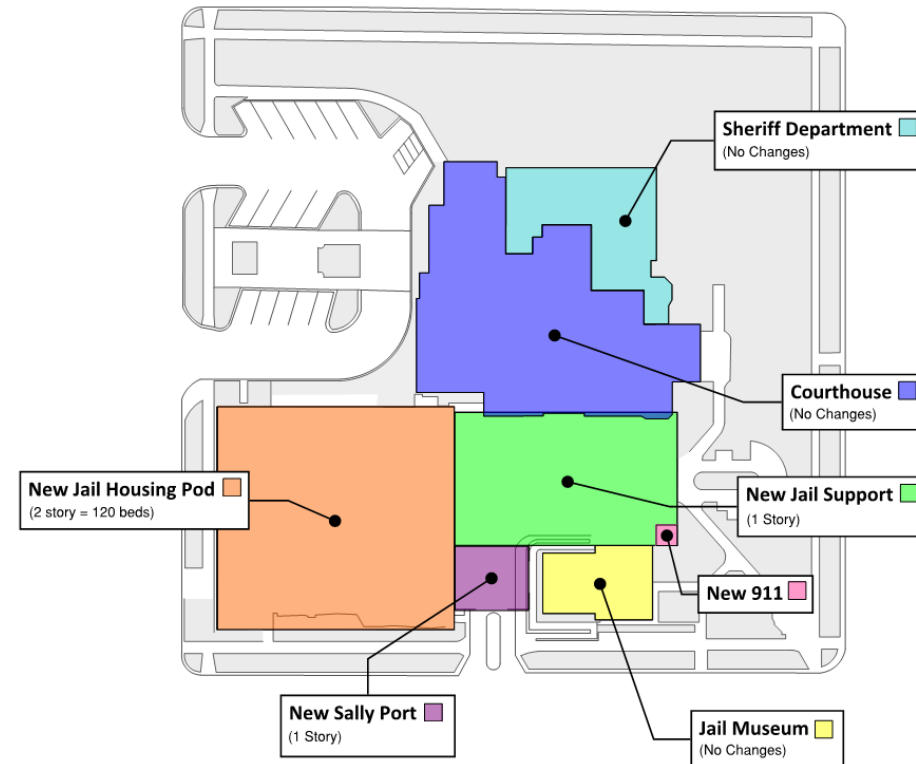 Sheriff Department
(No Changes)
Courthouse
(No Changes)
New Jail Housing Pod
(2 story = 120 beds)
New Jail Support
(1 Story)
New 911
New Sally Port
(1 Story)
Jail Museum
(No Changes)